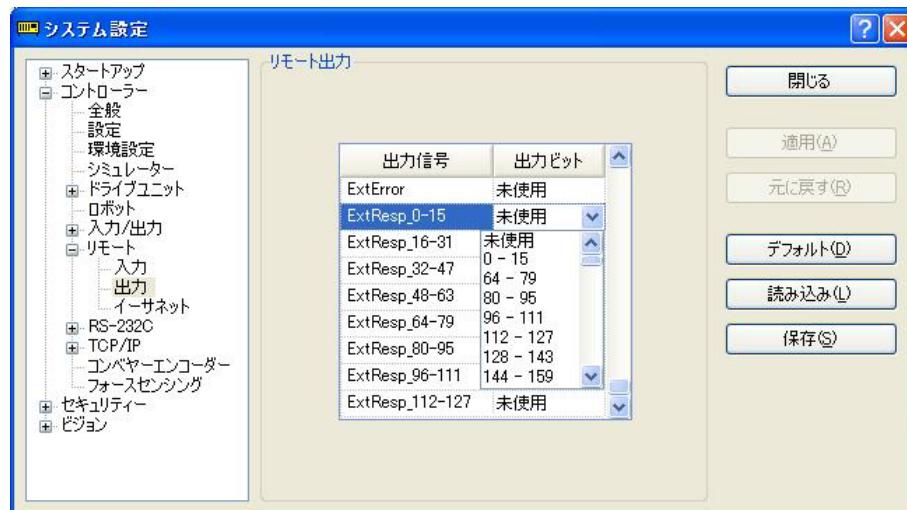 システム設定
スタートアップ
コントローラー
全般
設定
環境設定
シミュレーター
ドライブユニット
ロボット
入力/出力
リモート
入力
出力
イーサネット
RS-232C
TCP/IP
コンベヤーエンコーダー
フォースセンシング
セキュリティー
ビジョン
リモート出力
出力信号 出力ビット
ExtError 未使用
ExtResp_0-15 未使用
ExtResp_16-31
ExtResp_32-47
ExtResp_48-63
ExtResp_64-79
ExtResp_80-95
ExtResp_96-111
ExtResp_112-127 未使用
未使用
0 - 15
64 - 79
80 - 95
96 - 111
112 - 127
128 - 143
144 - 159
閉じる
適用(A)
元に戻す(R)
デフォルト(D)
読み込み(L)
保存(S)